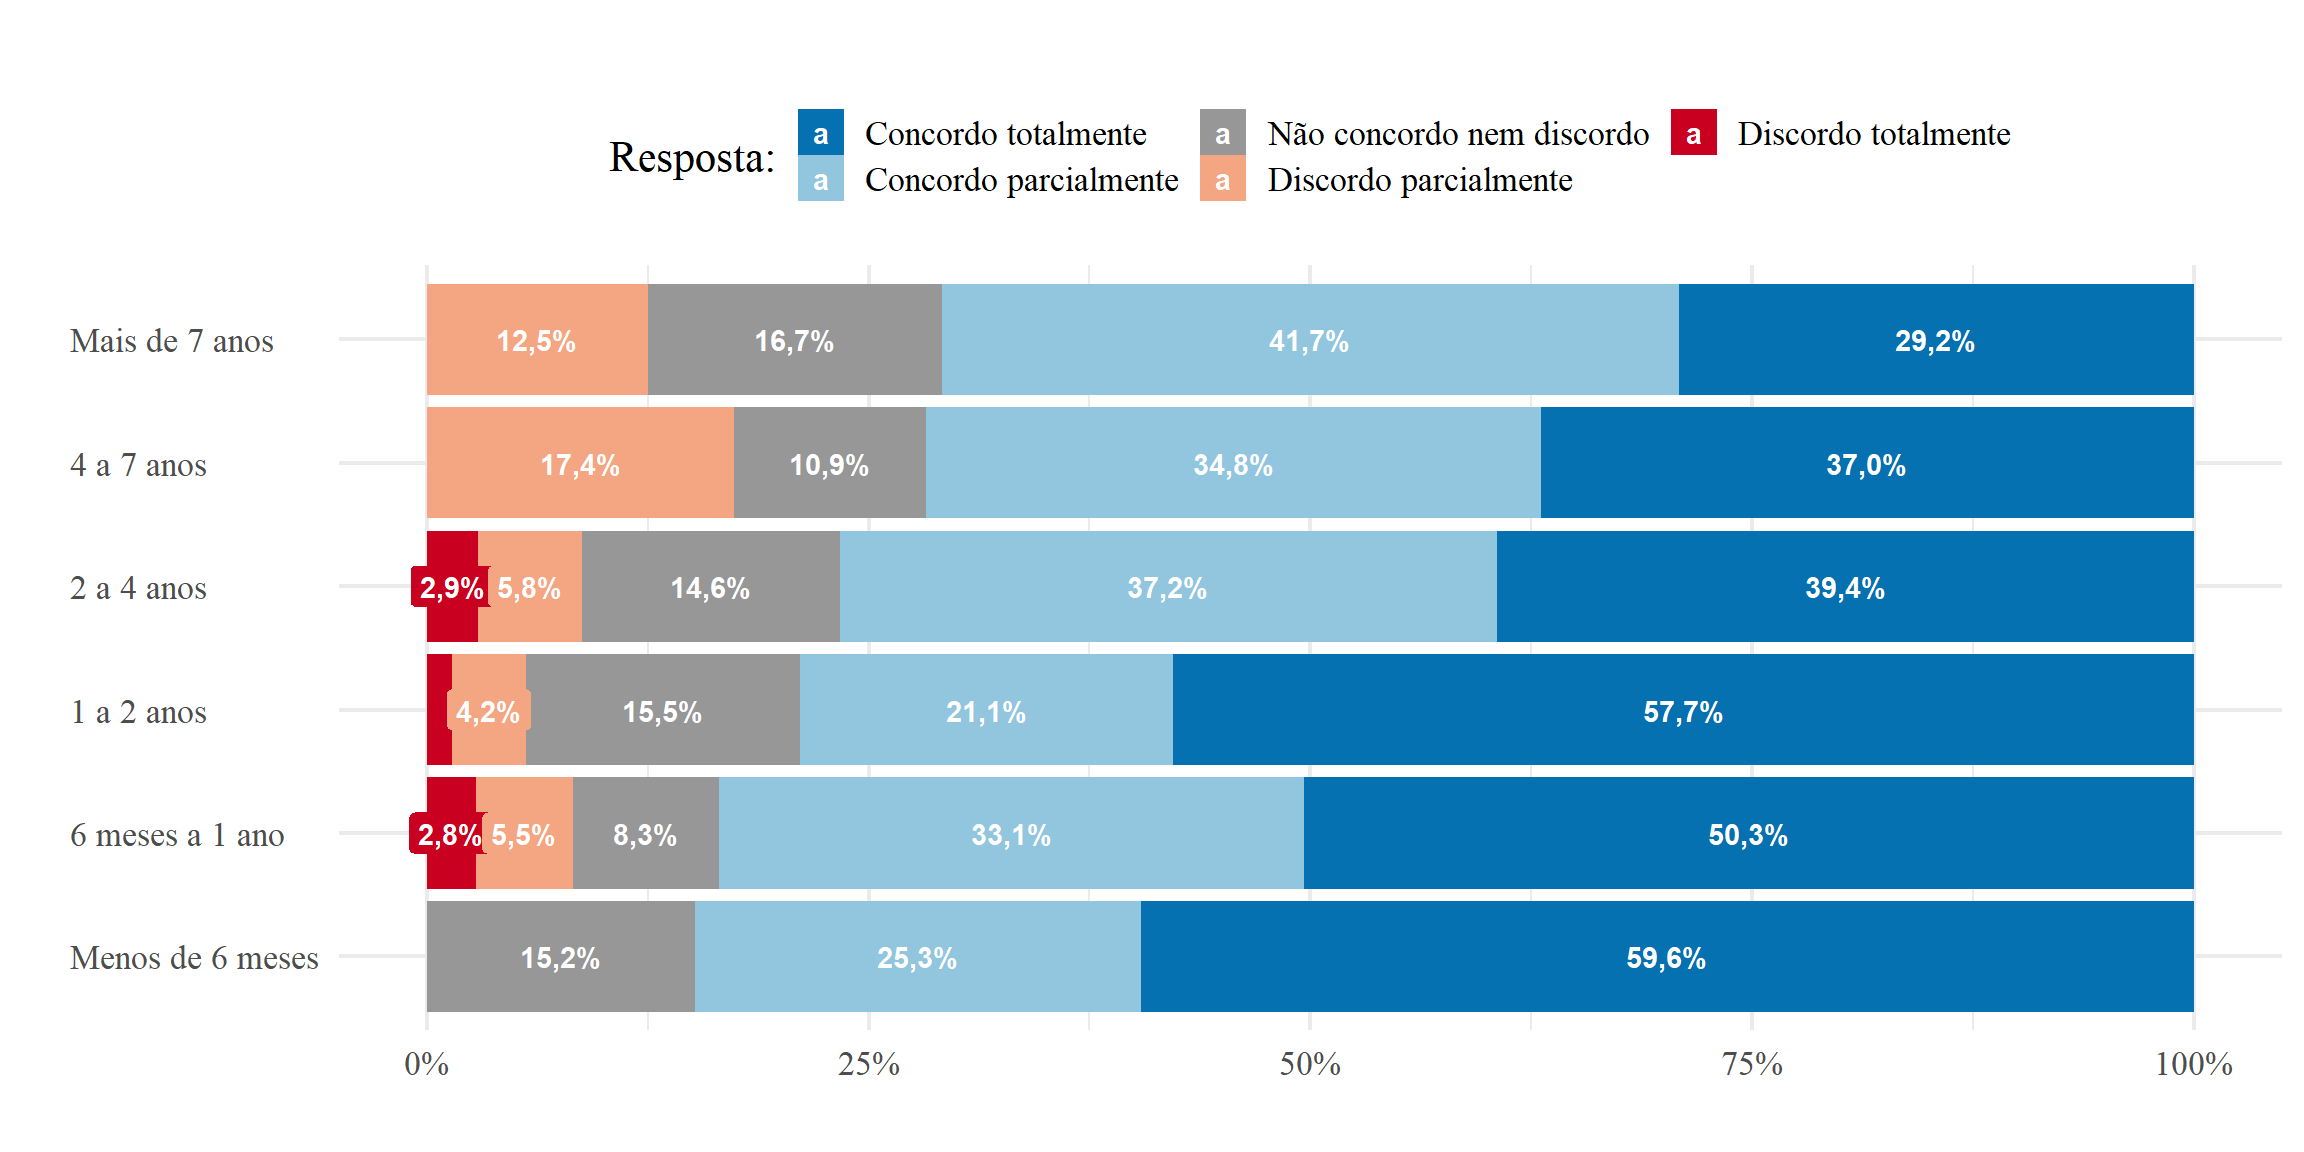 Resposta:
a Concordo totalmente a Não concordo nem discordo a Discordo totalmente
a Concordo parcialmente a Discordo parcialmente
Mais de 7 anos 12,5% 16,7% 41,7% 29,2%
4 a 7 anos 17,4% 10,9% 34,8% 37,0%
2 a 4 anos 2,9% 5,8% 14,6% 37,2% 39,4%
1 a 2 anos 4,2% 15,5% 21,1% 57,7%
6 meses a 1 ano 2,8% 5,5% 8,3% 33,1% 50,3%
Menos de 6 meses 15,2% 25,3% 59,6%
0% 25% 50% 75% 100%